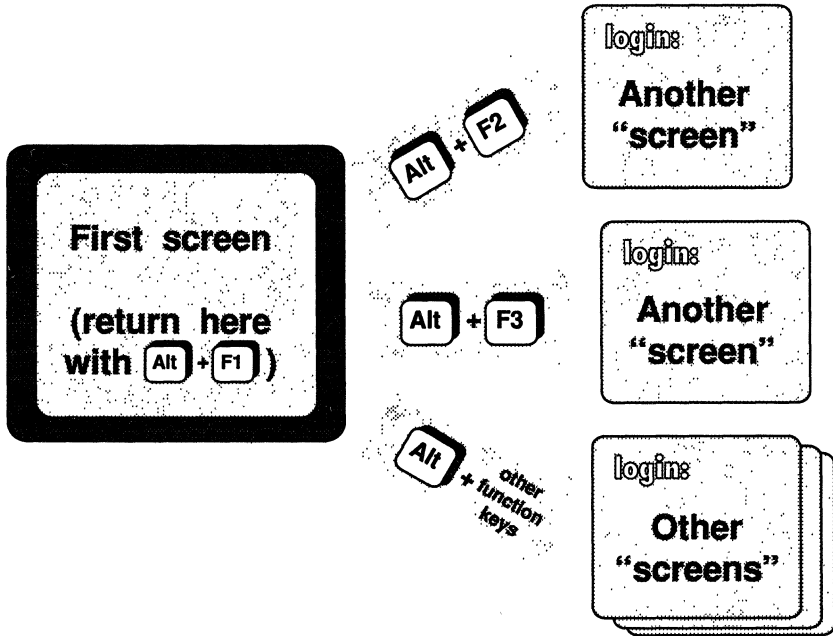 First screen
(return here
with Alt + F1 )
Alt + F2
login:
Another
“screen”
Alt + F3
login:
Another
“screen”
Alt + other
function
keys
login:
Other
“screens”